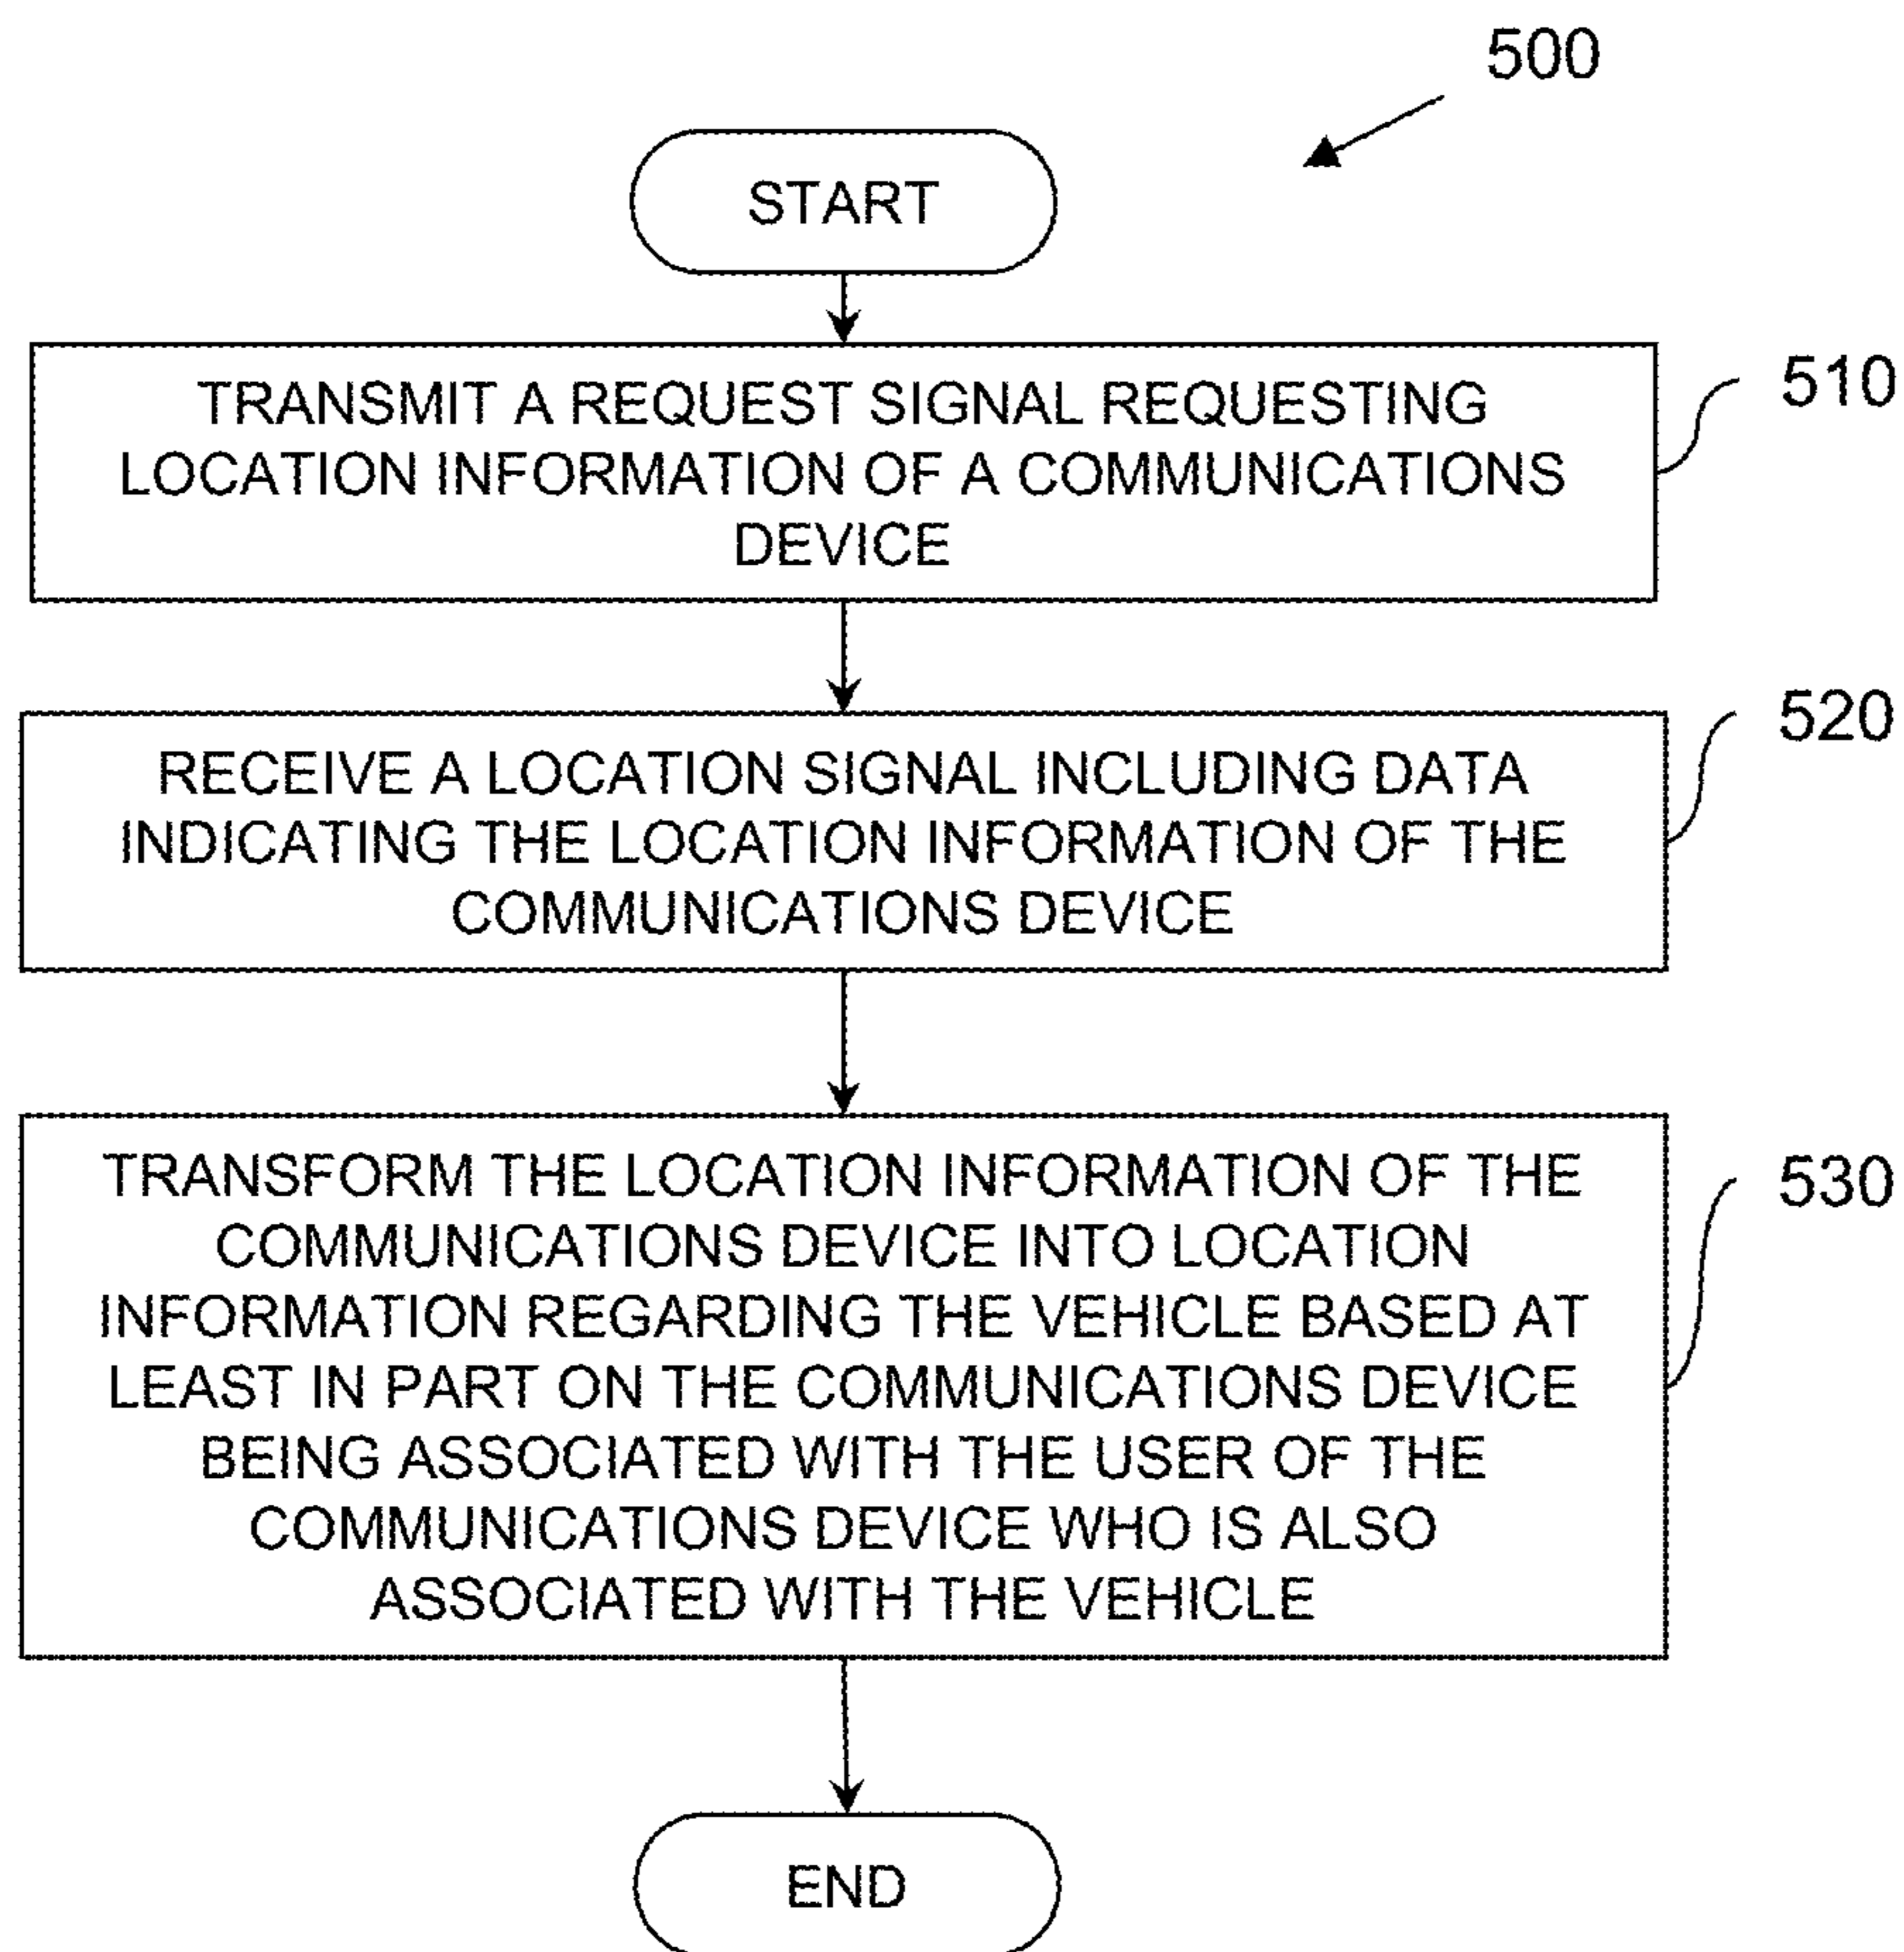 500
START
TRANSMIT A REQUEST SIGNAL REQUESTING
LOCATION INFORMATION OF A COMMUNICATIONS
DEVICE
510
RECEIVE A LOCATION SIGNAL INCLUDING DATA
INDICATING THE LOCATION INFORMATION OF THE
COMMUNICATIONS DEVICE
520
TRANSFORM THE LOCATION INFORMATION OF THE
COMMUNICATIONS DEVICE INTO LOCATION
INFORMATION REGARDING THE VEHICLE BASED AT
LEAST IN PART ON THE COMMUNICATIONS DEVICE
BEING ASSOCIATED WITH THE USER OF THE
COMMUNICATIONS DEVICE WHO IS ALSO
ASSOCIATED WITH THE VEHICLE
530
END